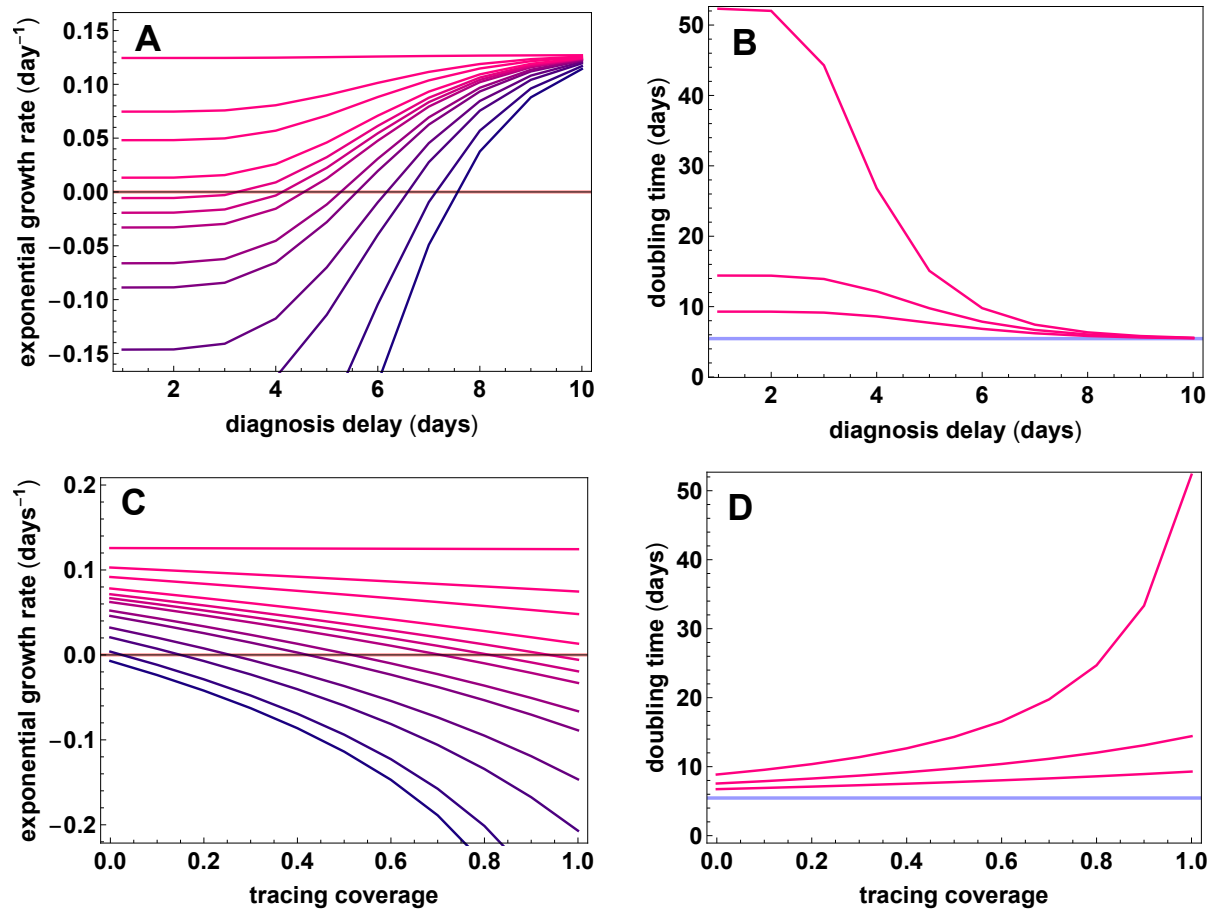 A
exponential growth rate (day⁻¹)
0.15
0.10
0.05
0.00
−0.05
−0.10
−0.15
2 4 6 8 10
diagnosis delay (days)
B
doubling time (days)
50
40
30
20
10
0
2 4 6 8 10
diagnosis delay (days)
C
exponential growth rate (days⁻¹)
0.2
0.1
0.0
−0.1
−0.2
0.0 0.2 0.4 0.6 0.8 1.0
tracing coverage
D
doubling time (days)
50
40
30
20
10
0
0.0 0.2 0.4 0.6 0.8 1.0
tracing coverage